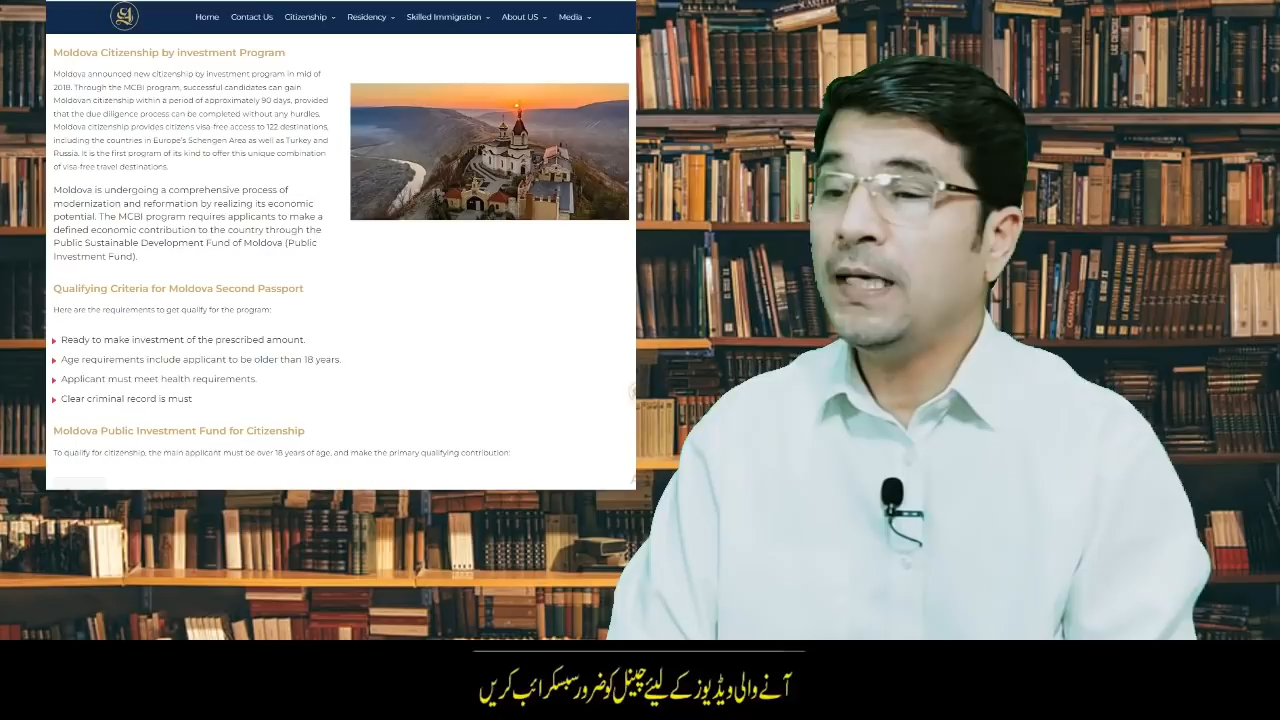 Home Contact Us Citizenship Residency Skilled Immigration About US Media
Moldova Citizenship by investment Program
Moldova announced new citizenship by investment program in mid of
2018. Through the MCBI program, successful candidates can gain
Moldovan citizenship within a period of approximately 90 days, provided
that the due diligence process can be completed without any hurdles.
Moldova citizenship provides citizens visa-free access to 122 destinations,
including the countries in Europe's Schengen Area as well as Turkey and
Russia. It is the first program of its kind to offer this unique combination
of visa-free travel destinations.
Moldova is undergoing a comprehensive process of
modernization and reformation by realizing its economic
potential. The MCBI program requires applicants to make a
defined economic contribution to the country through the
Public Sustainable Development Fund of Moldova (Public
Investment Fund).
Qualifying Criteria for Moldova Second Passport
Here are the requirements to get qualify for the program:
Ready to make investment of the prescribed amount.
Age requirements include applicant to be older than 18 years.
Applicant must meet health requirements.
Clear criminal record is must
Moldova Public Investment Fund for Citizenship
To qualify for citizenship, the main applicant must be over 18 years of age, and make the primary qualifying contribution:
آنے والی ویڈیوز کے لیئے چینل کو ضرور سبسکرائب کریں